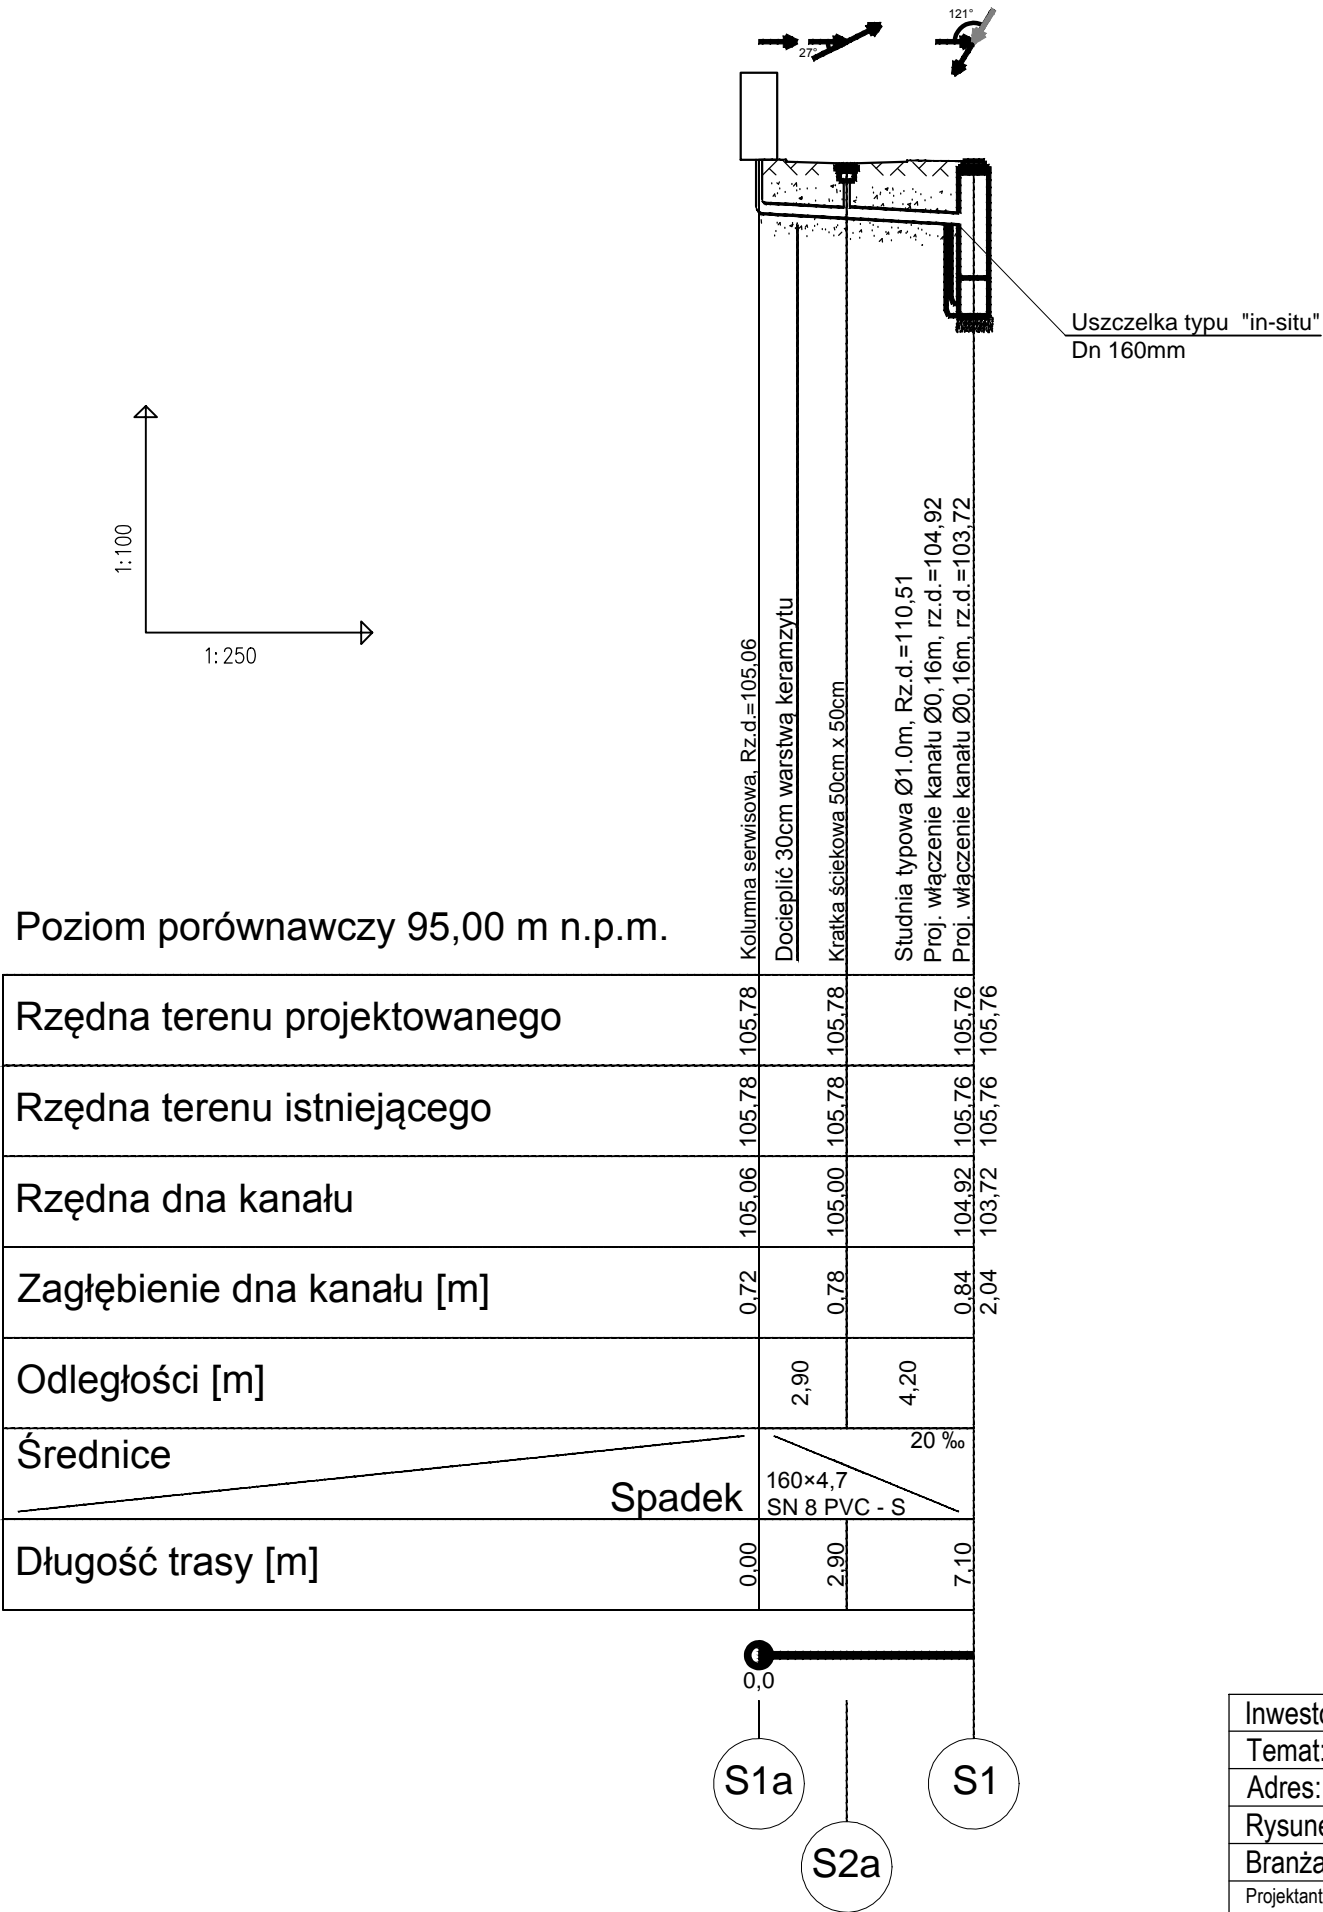 121°
27°
Uszczelka typu "in-situ"
Dn 160mm
1:100
1:250
Kolumna serwisowa, Rz.d.=105,06
Docieplić 30cm warstwą keramzytu
Kratka ściekowa 50cm x 50cm
Studnia typowa Ø1.0m, Rz.d.=110,51
Proj. włączenie kanału Ø0,16m, rz.d.=104,92
Proj. włączenie kanału Ø0,16m, rz.d.=103,72
Poziom porównawczy 95,00 m n.p.m.
Rzędna terenu projektowanego 105,78 105,78 105,76 105,76
Rzędna terenu istniejącego 105,78 105,78 105,76 105,76
Rzędna dna kanału 105,06 105,00 104,92 103,72
Zagłębienie dna kanału [m] 0,72 0,78 0,84 2,04
Odległości [m] 2,90 4,20
Średnice
Spadek
20 ‰
160×4,7
SN 8 PVC - S
Długość trasy [m] 0,00 2,90 7,10
0,0
S1a
S1
S2a
Inwesto
Temat:
Adres:
Rysune
Branża
Projektant